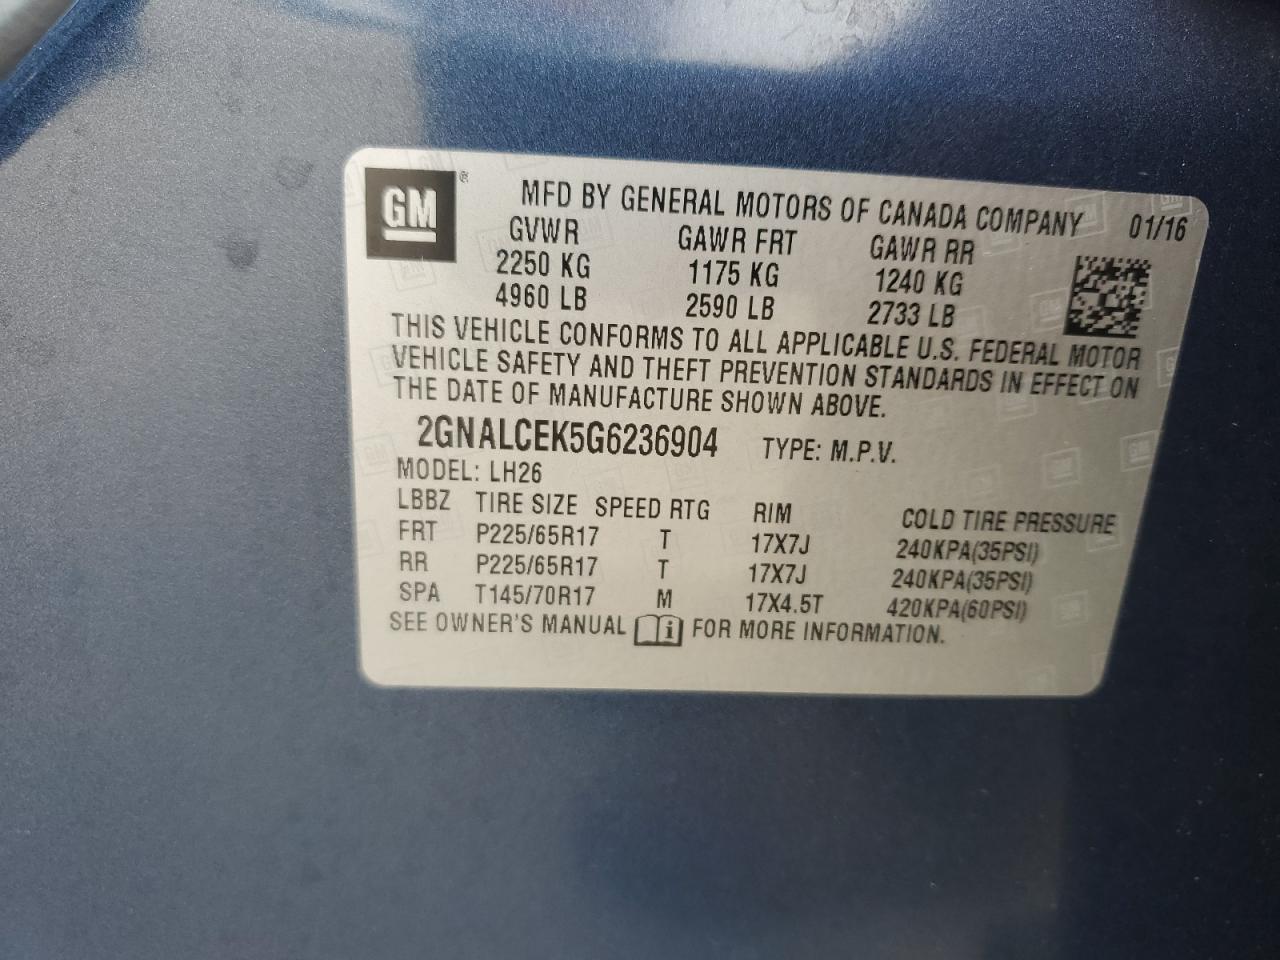 GM ®
MFD BY GENERAL MOTORS OF CANADA COMPANY 01/16
GVWR GAWR FRT GAWR RR
2250 KG 1175 KG 1240 KG
4960 LB 2590 LB 2733 LB
THIS VEHICLE CONFORMS TO ALL APPLICABLE U.S. FEDERAL MOTOR
VEHICLE SAFETY AND THEFT PREVENTION STANDARDS IN EFFECT ON
THE DATE OF MANUFACTURE SHOWN ABOVE.
2GNALCEK5G6236904 TYPE: M.P.V.
MODEL: LH26
LBBZ TIRE SIZE SPEED RTG RIM COLD TIRE PRESSURE
FRT P225/65R17 T 17X7J 240KPA(35PSI)
RR P225/65R17 T 17X7J 240KPA(35PSI)
SPA T145/70R17 M 17X4.5T 420KPA(60PSI)
SEE OWNER'S MANUAL i FOR MORE INFORMATION.